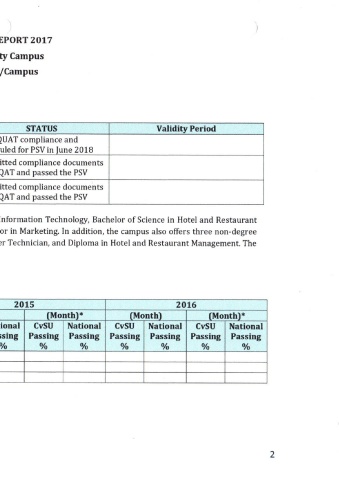 EPORT 2017
ty Campus
/Campus
STATUS Validity Period
QUAT compliance and
uled for PSV in June 2018
itted compliance documents
QAT and passed the PSV
itted compliance documents
QAT and passed the PSV
Information Technology, Bachelor of Science in Hotel and Restaurant
or in Marketing. In addition, the campus also offers three non-degree
er Technician, and Diploma in Hotel and Restaurant Management. The
2015 2016
(Month)* (Month) (Month)*
ional CvSU National CvSU National CvSU National
ssing Passing Passing Passing Passing Passing Passing
% % % % % % %
2